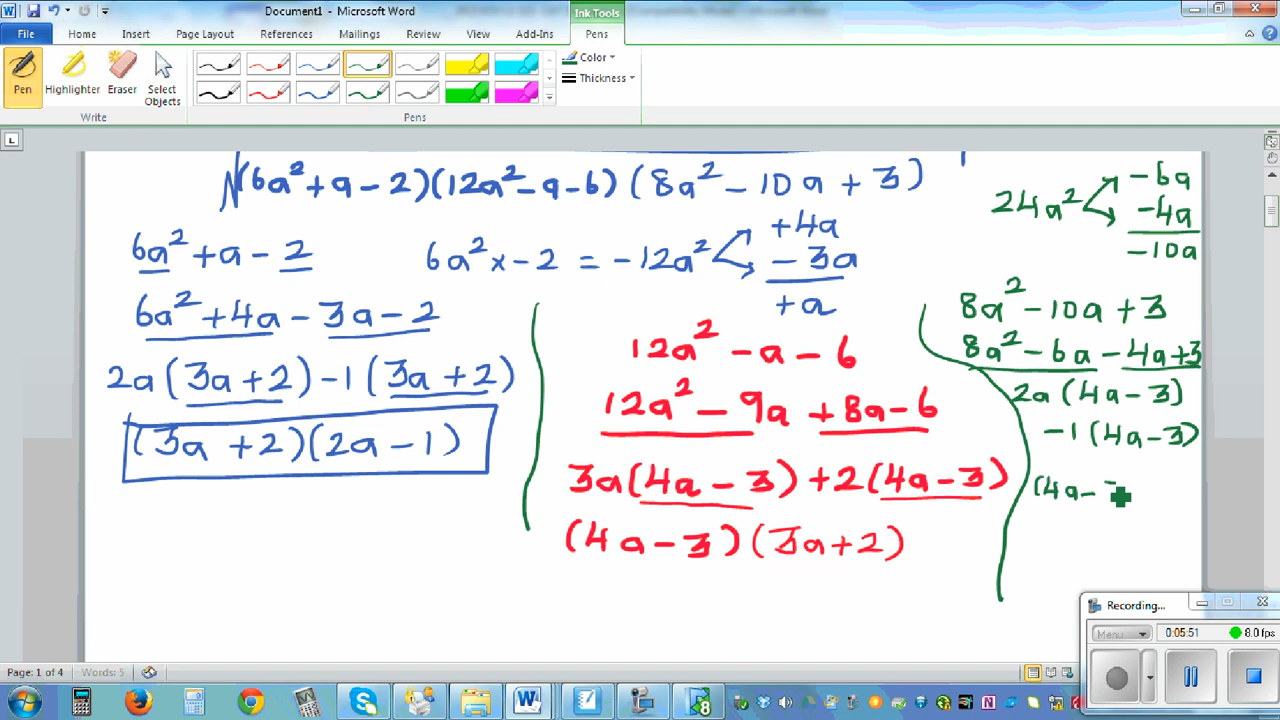 Document1 - Microsoft Word
Ink Tools
File Home Insert Page Layout References Mailings Review View Add-Ins Pens
Pen Highlighter Eraser Select Objects
Color
Thickness
Write Pens
√(6a² + a - 2)(12a² - a - 6)(8a² - 10a + 3)
6a² + a - 2
6a² x - 2 = -12a²
+4a
- 3a
+a
6a² + 4a - 3a - 2
2a (3a + 2) - 1 (3a + 2)
(3a + 2)(2a - 1)
12a² - a - 6
12a² - 9a + 8a - 6
3a (4a - 3) + 2 (4a - 3)
(4a - 3)(3a + 2)
24a²
-6a
-4a
-10a
8a² - 10a + 3
8a² - 6a - 4a + 3
2a (4a - 3)
-1 (4a - 3)
(4a -
Recording...
Menu 0:05:51 8.0 fps
Page: 1 of 4 Words: 5